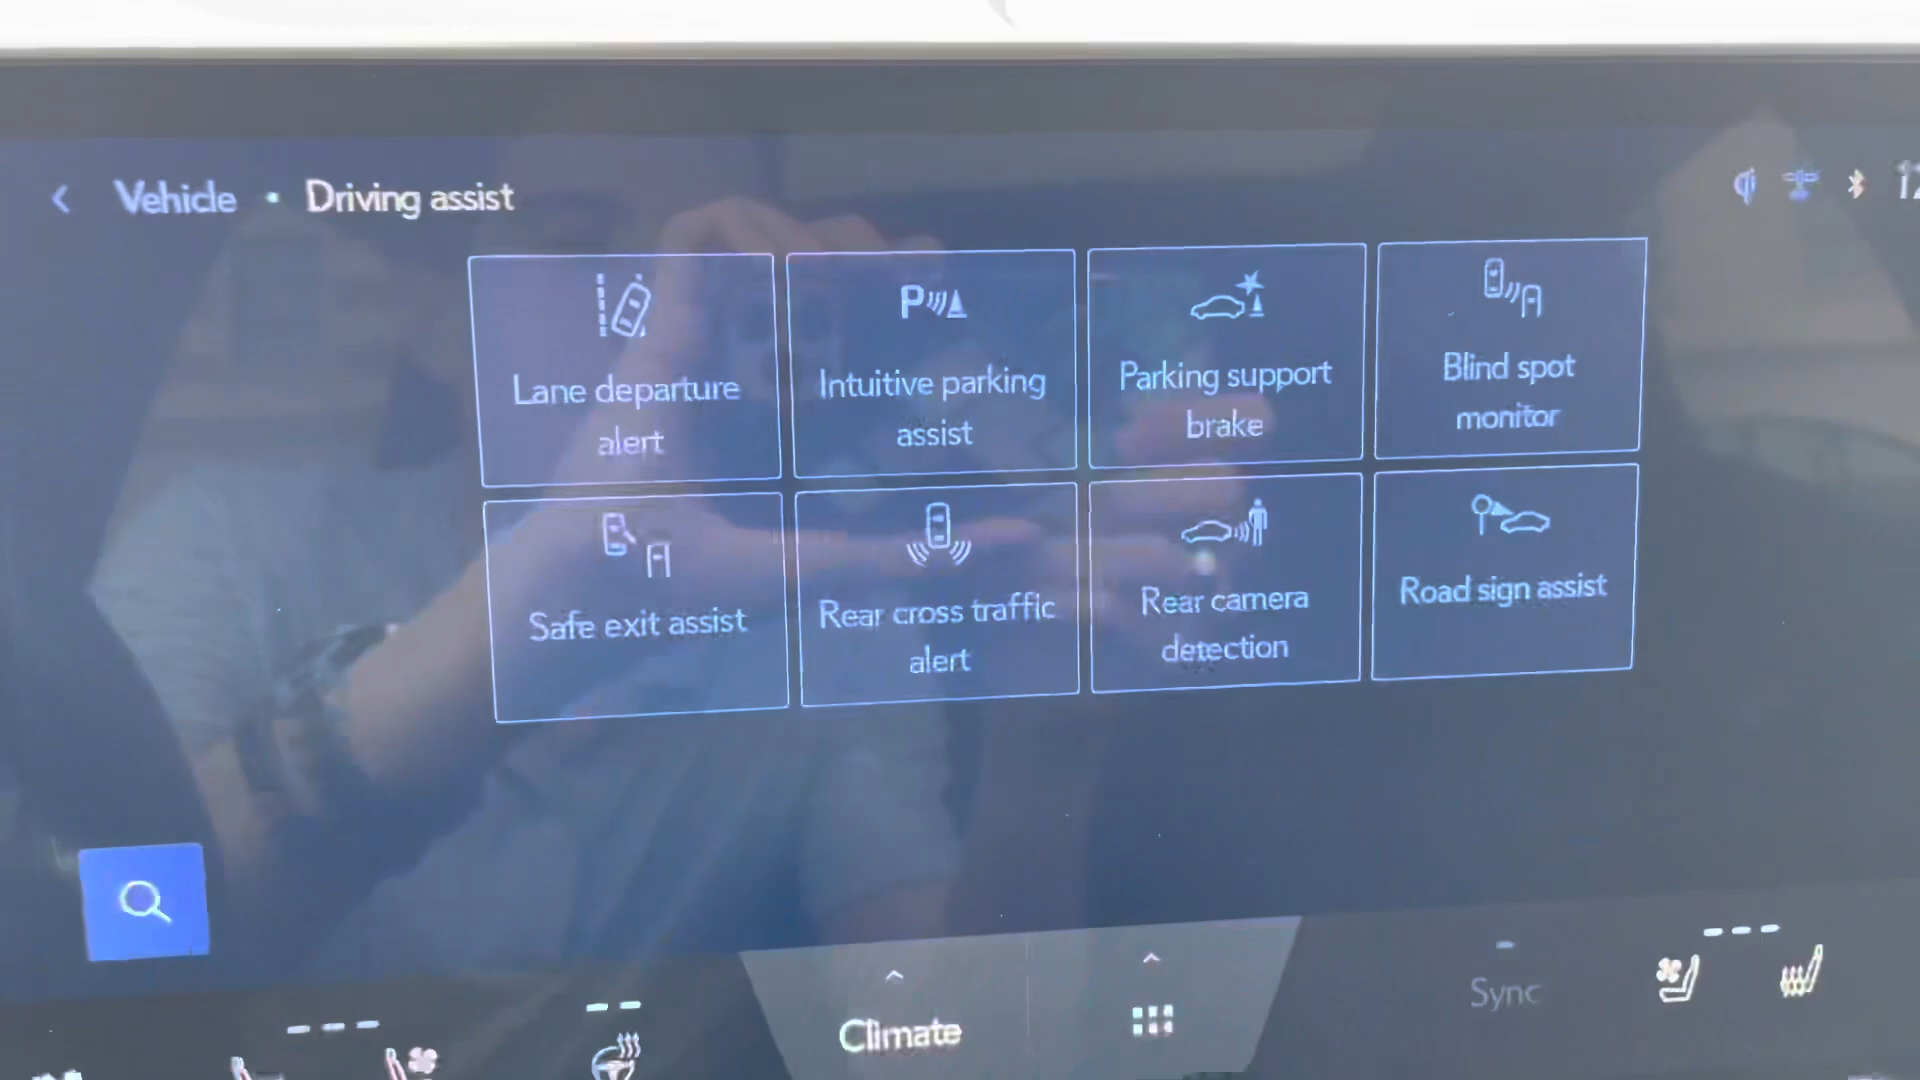 Vehicle • Driving assist
Lane departure
alert
Intuitive parking
assist
Parking support
brake
Blind spot
monitor
Safe exit assist
Rear cross traffic
alert
Rear camera
detection
Road sign assist
Climate
Sync